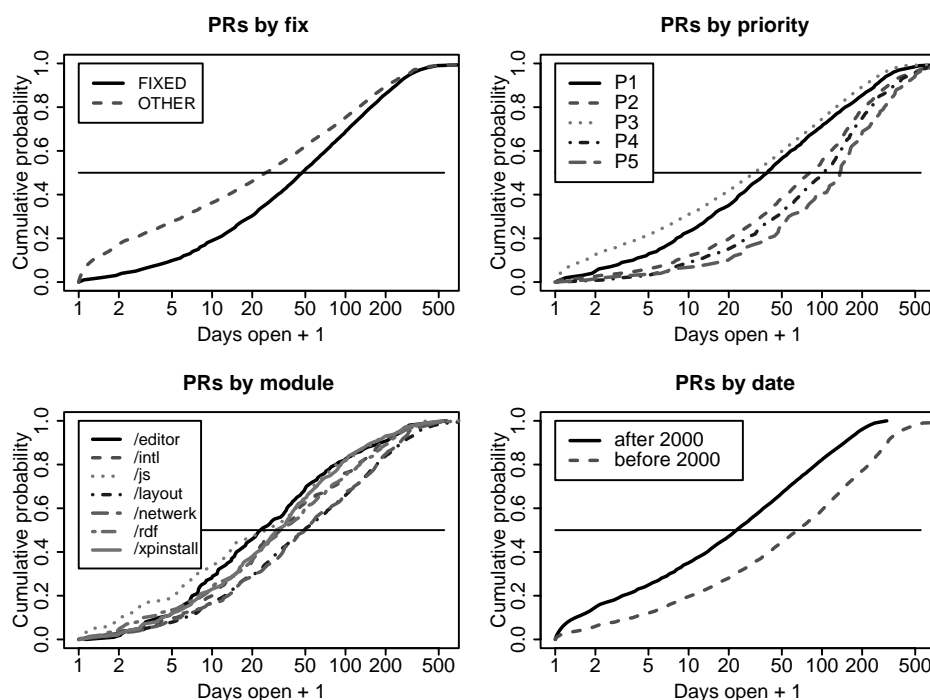 PRs by fix
Cumulative probability
0.0 0.2 0.4 0.6 0.8 1.0
FIXED
OTHER
1 2 5 10 20 50 100 200 500
Days open + 1
PRs by priority
Cumulative probability
0.0 0.2 0.4 0.6 0.8 1.0
P1
P2
P3
P4
P5
1 2 5 10 20 50 100 200 500
Days open + 1
PRs by module
Cumulative probability
0.0 0.2 0.4 0.6 0.8 1.0
/editor
/intl
/js
/layout
/netwerk
/rdf
/xpinstall
1 2 5 10 20 50 100 200 500
Days open + 1
PRs by date
Cumulative probability
0.0 0.2 0.4 0.6 0.8 1.0
after 2000
before 2000
1 2 5 10 20 50 100 200 500
Days open + 1